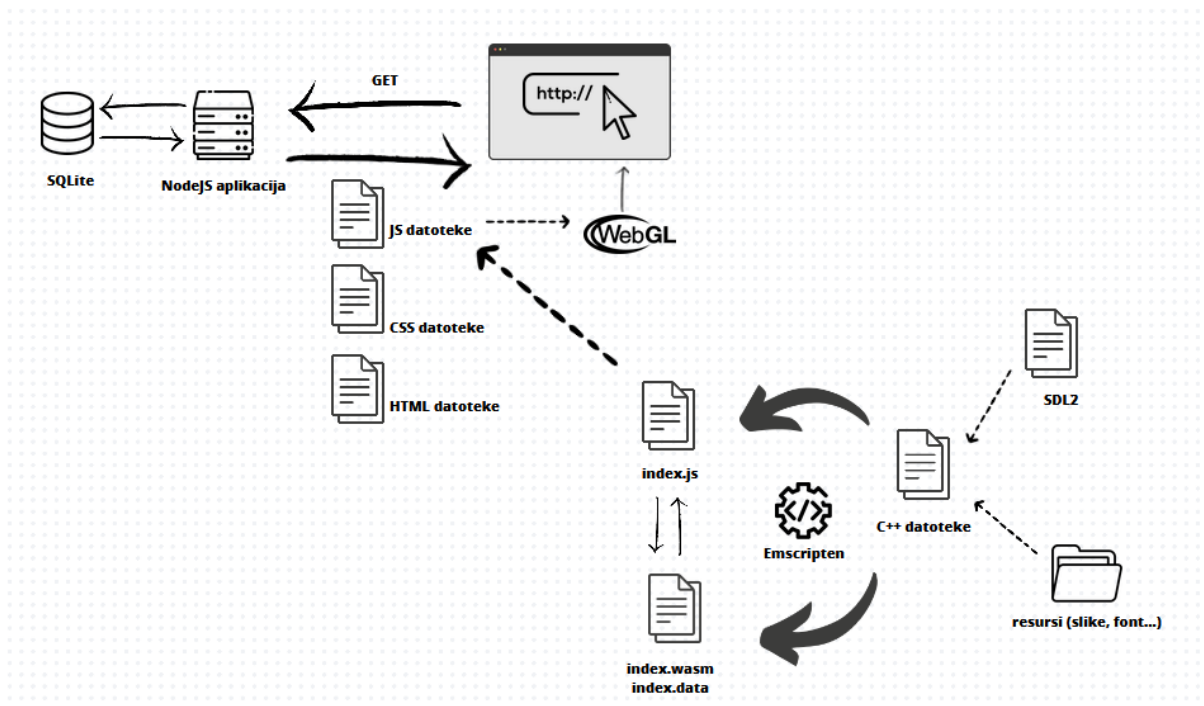 GET
http://
SQLite
NodeJS aplikacija
JS datoteke
WebGL
CSS datoteke
HTML datoteke
SDL2
index.js
C++ datoteke
Emscripten
resursi (slike, font...)
index.wasm
index.data